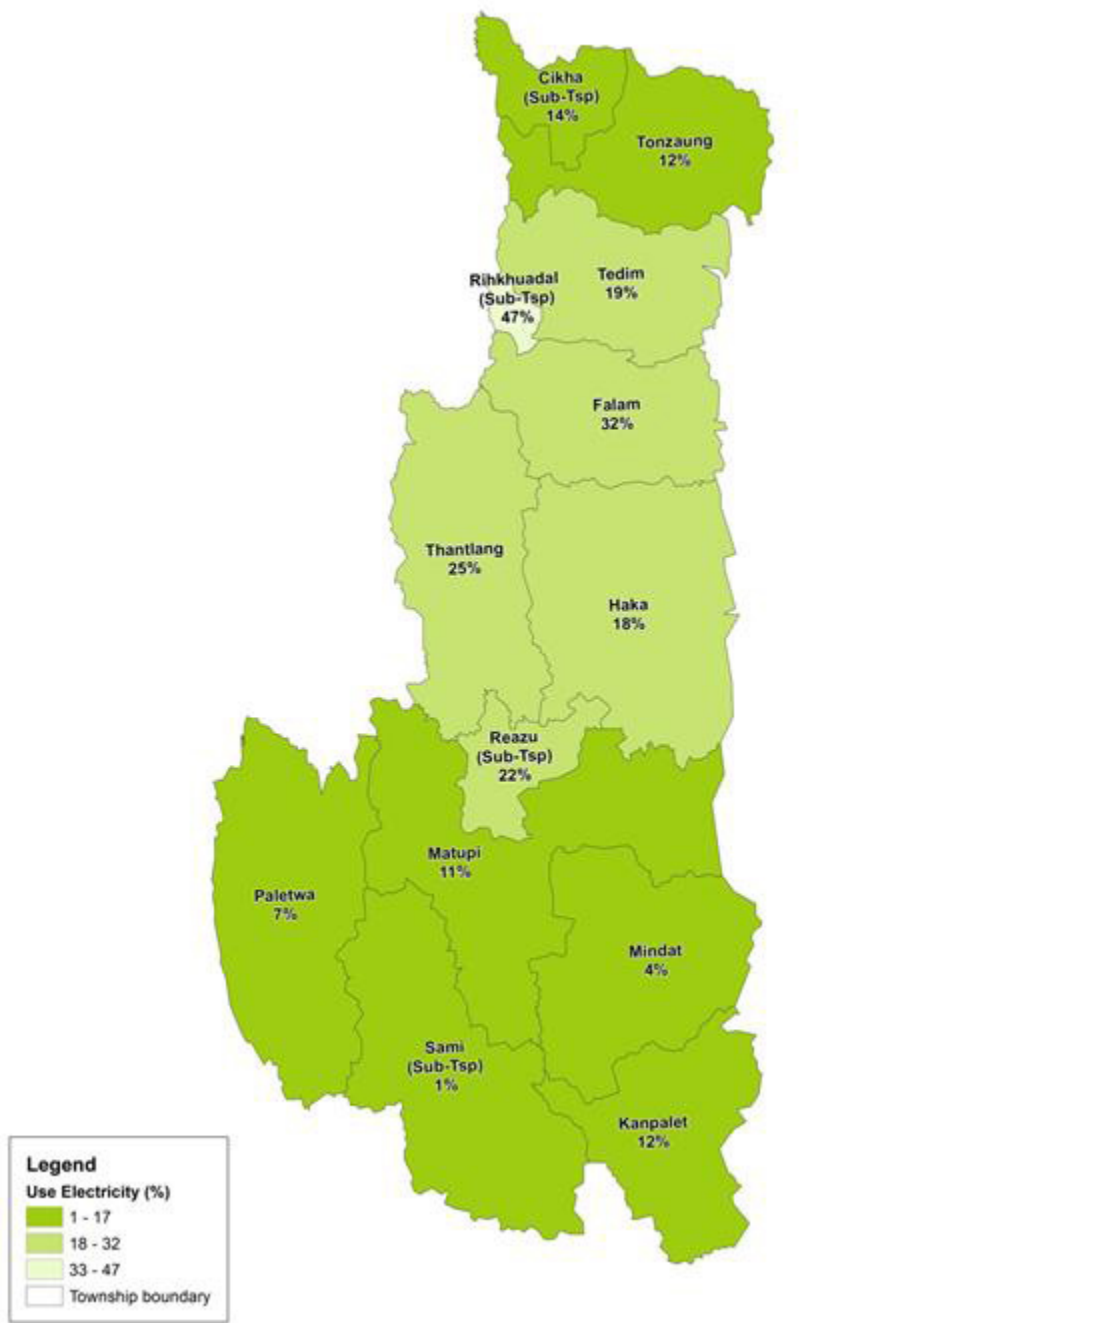 Cikha
(Sub-Tsp)
14%
Tonzaung
12%
Rihkhuadal
(Sub-Tsp)
47%
Tedim
19%
Falam
32%
Thantlang
25%
Haka
18%
Reazu
(Sub-Tsp)
22%
Matupi
11%
Paletwa
7%
Mindat
4%
Sami
(Sub-Tsp)
1%
Kanpalet
12%
Legend
Use Electricity (%)
1 - 17
18 - 32
33 - 47
Township boundary